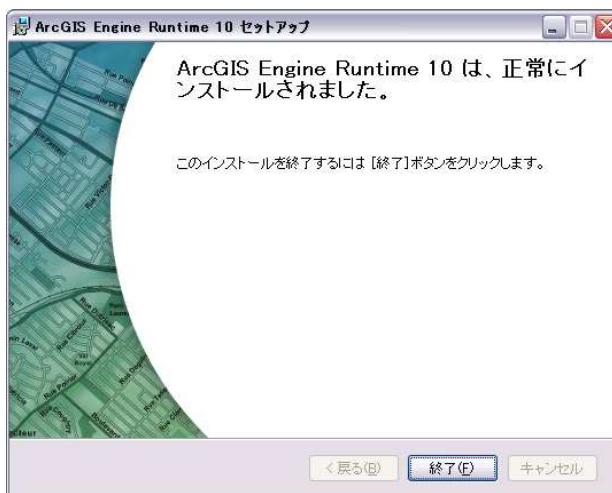 ArcGIS Engine Runtime 10 セットアップ
ArcGIS Engine Runtime 10 は、正常にイ
ンストールされました。
このインストールを終了するには [終了]ボタンをクリックします。
< 戻る(B)
終了(F)
キャンセル